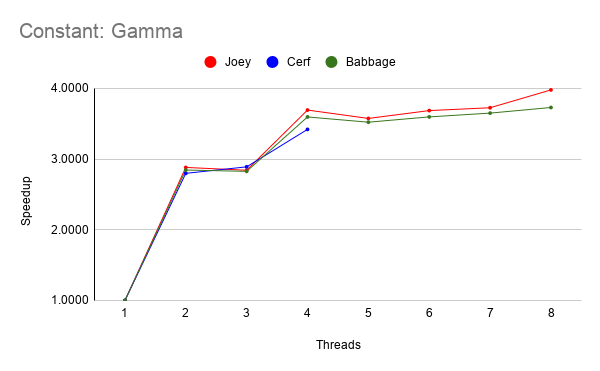 Constant: Gamma
Joey Cerf Babbage
4.0000
3.0000
2.0000
1.0000
Speedup
1 2 3 4 5 6 7 8
Threads